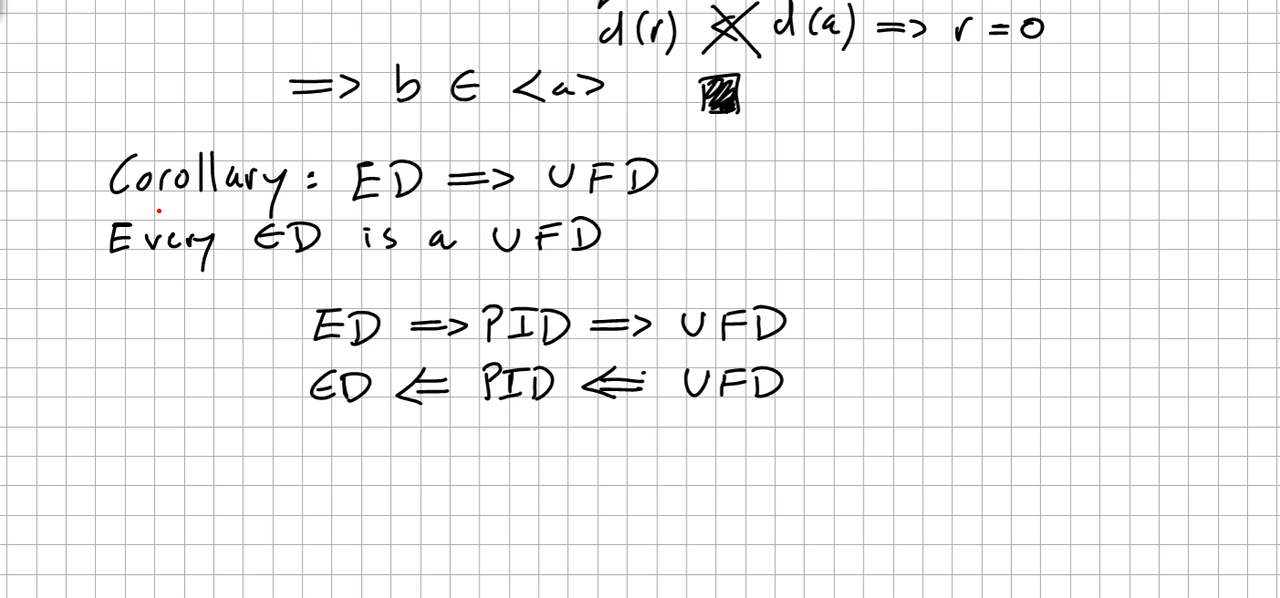 d(r) < d(a) => r = 0
=> b ∈ <a>
Corollary: ED => UFD
Every ED is a UFD
ED => PID => UFD
ED <= PID <= UFD